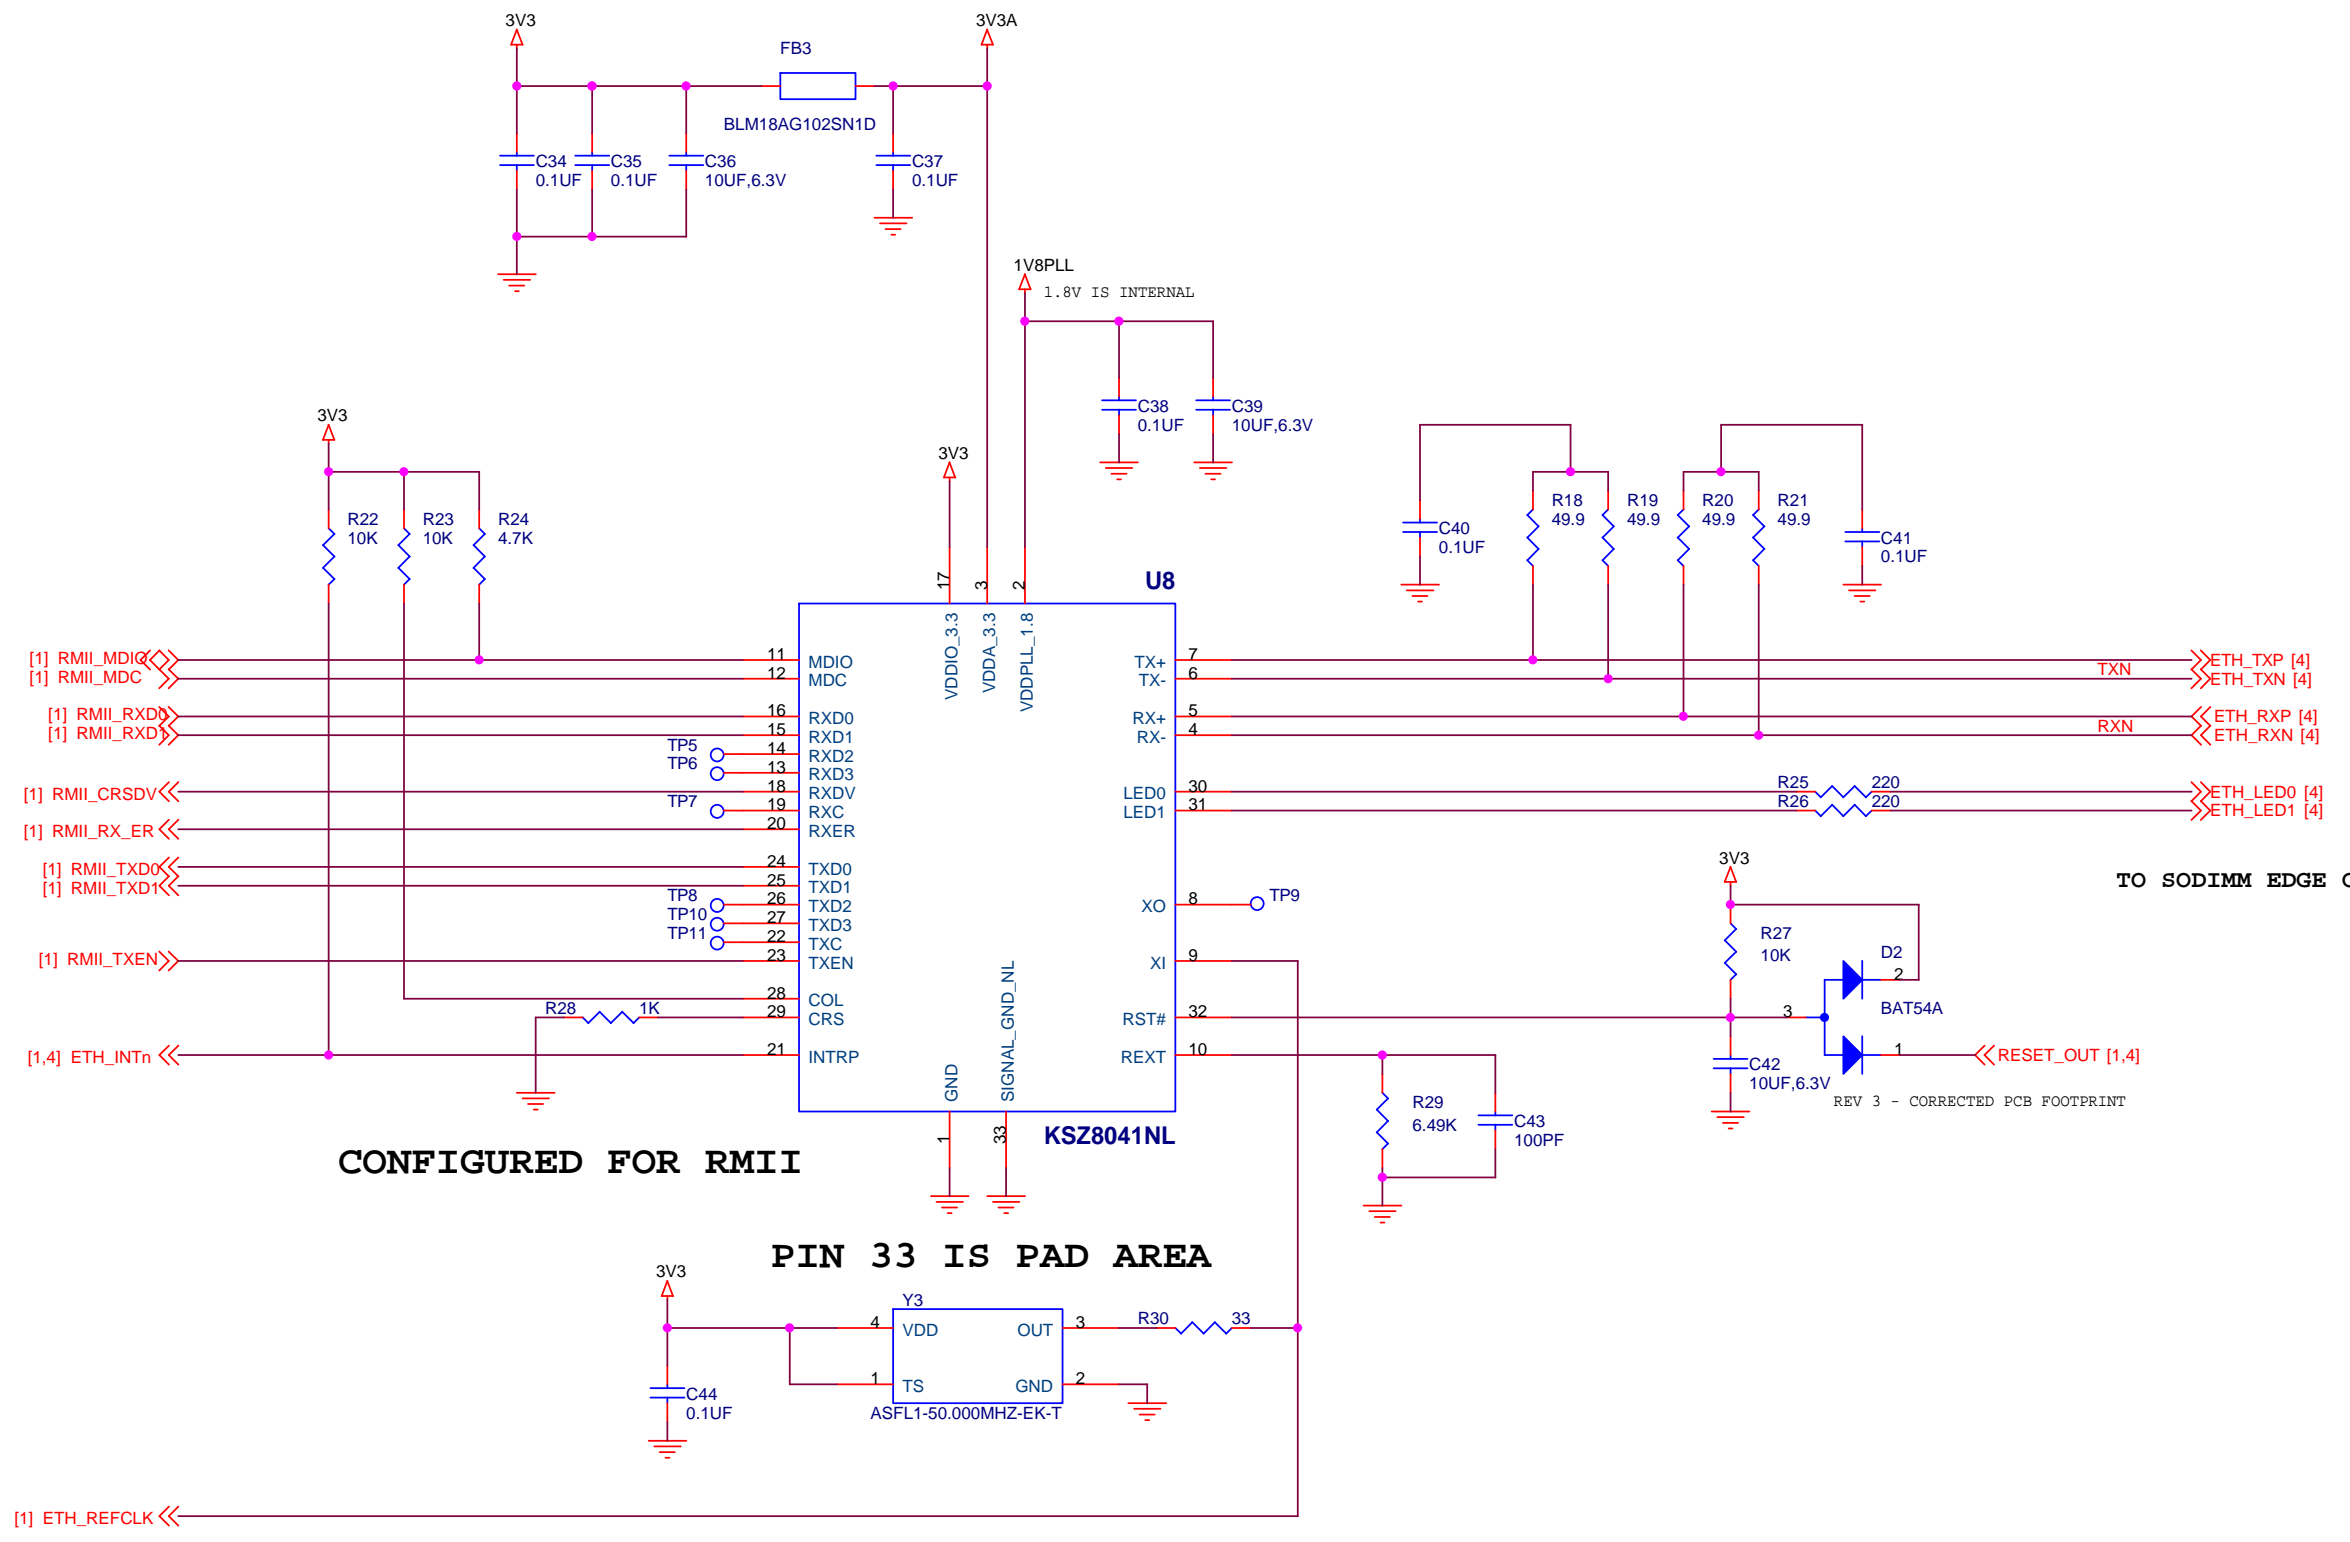 3V3
3V3A
FB3
BLM18AG102SN1D
C34
0.1UF
C35
0.1UF
C36
10UF,6.3V
C37
0.1UF
1V8PLL
1.8V IS INTERNAL
C38
0.1UF
C39
10UF,6.3V
3V3
3V3
R22
10K
R23
10K
R24
4.7K
C40
0.1UF
R18
49.9
R19
49.9
R20
49.9
R21
49.9
C41
0.1UF
U8
17
3
2
VDDIO_3.3
VDDA_3.3
VDDPLL_1.8
[1] RMII_MDIO
11
MDIO
[1] RMII_MDC
12
MDC
[1] RMII_RXD0
16
RXD0
[1] RMII_RXD1
15
RXD1
TP5
14
RXD2
TP6
13
RXD3
[1] RMII_CRSDV
18
RXDV
TP7
19
RXC
[1] RMII_RX_ER
20
RXER
[1] RMII_TXD0
24
TXD0
[1] RMII_TXD1
25
TXD1
TP8
26
TXD2
TP10
27
TXD3
TP11
22
TXC
[1] RMII_TXEN
23
TXEN
28
COL
R28
1K
29
CRS
[1,4] ETH_INTn
21
INTRP
TX+
7
ETH_TXP [4]
TX-
6
TXN
ETH_TXN [4]
RX+
5
ETH_RXP [4]
RX-
4
RXN
ETH_RXN [4]
LED0
30
R25
220
ETH_LED0 [4]
LED1
31
R26
220
ETH_LED1 [4]
TO SODIMM EDGE
XO
8
TP9
XI
9
RST#
32
REXT
10
3V3
R27
10K
D2
2
BAT54A
3
1
RESET_OUT [1,4]
C42
10UF,6.3V
REV 3 - CORRECTED PCB FOOTPRINT
R29
6.49K
C43
100PF
GND
SIGNAL_GND_NL
1
33
KSZ8041NL
CONFIGURED FOR RMII
PIN 33 IS PAD AREA
3V3
Y3
4
VDD
OUT
3
R30
33
1
TS
GND
2
ASFL1-50.000MHZ-EK-T
C44
0.1UF
[1] ETH_REFCLK